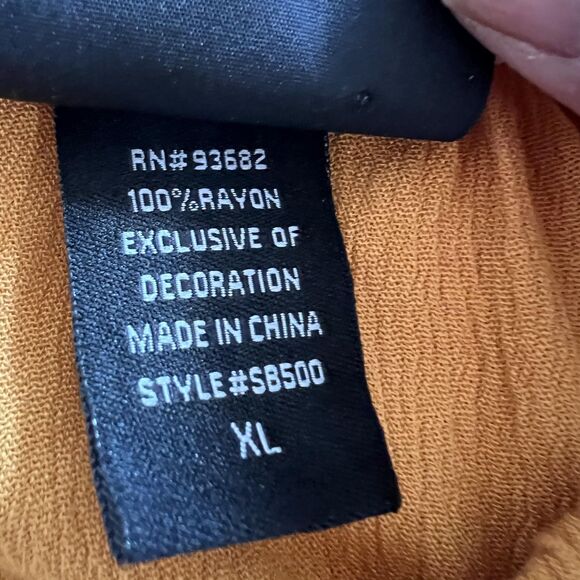 RN# 93682
100%RAYON
EXCLUSIVE OF
DECORATION
MADE IN CHINA
STYLE#SB500
XL